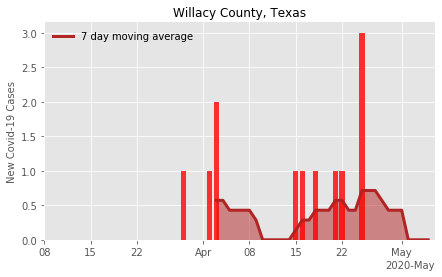 Willacy County, Texas
7 day moving average
New Covid-19 Cases
3.0
2.5
2.0
1.5
1.0
0.5
0.0
08 15 22 Apr 08 15 22 May
2020-May